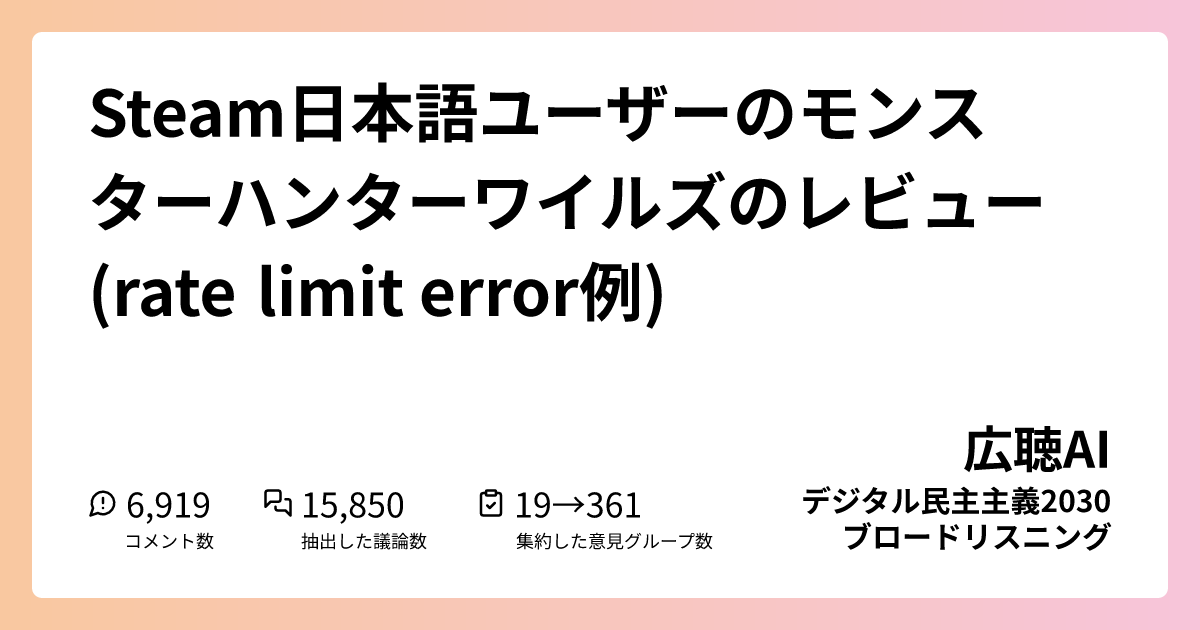 Steam日本語ユーザーのモンス
ターハンターワイルズのレビュー
(rate limit error例)
広聴AI
デジタル民主主義2030
ブロードリスニング
6,919
コメント数
15,850
抽出した議論数
19→361
集約した意見グループ数